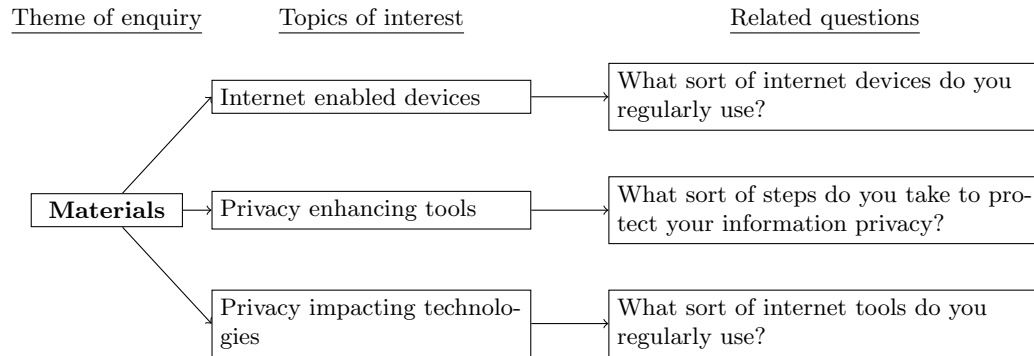 Theme of enquiry
Topics of interest
Related questions
Internet enabled devices
What sort of internet devices do you
regularly use?
Materials
Privacy enhancing tools
What sort of steps do you take to pro-
tect your information privacy?
Privacy impacting technolo-
gies
What sort of internet tools do you
regularly use?